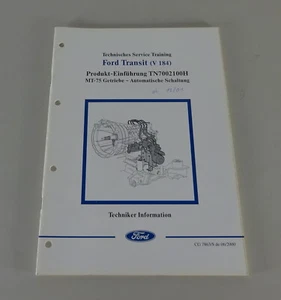 Technisches Service Training
Ford Transit (V 184)
Produkt-Einführung TN7002100H
MT-75 Getriebe - Automatische Schaltung
Techniker Information
Ford